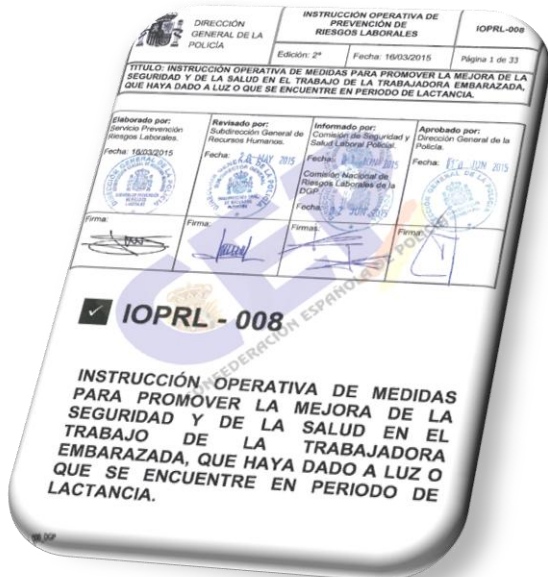 DIRECCIÓN
GENERAL DE LA
POLICÍA
INSTRUCCIÓN OPERATIVA DE
PREVENCIÓN DE
RIESGOS LABORALES
IOPRL-008
Edición: 2ª
Fecha: 16/03/2015
Página 1 de 33
TITULO: INSTRUCCIÓN OPERATIVA DE MEDIDAS PARA PROMOVER LA MEJORA DE LA
SEGURIDAD Y DE LA SALUD EN EL TRABAJO DE LA TRABAJADORA EMBARAZADA,
QUE HAYA DADO A LUZ O QUE SE ENCUENTRE EN PERIODO DE LACTANCIA.
Elaborado por:
Servicio Prevención
Riesgos Laborales.
Fecha: 16/03/2015
Firma:
Revisado por:
Subdirección General de
Recursos Humanos.
Fecha: MAY 2015
Firma:
Informado por:
Comisión de Seguridad y
Salud Laboral Policial.
Fecha: JUN 2015
Comisión Nacional de
Riesgos Laborales de la
DGP.
Fecha: JUN 2015
Firmas:
Aprobado por:
Dirección General de la
Policía.
Fecha: JUN 2015
Firma:
CEP
CONFEDERACIÓN ESPAÑOLA DE POLICÍA
IOPRL - 008
INSTRUCCIÓN OPERATIVA DE MEDIDAS
PARA PROMOVER LA MEJORA DE LA
SEGURIDAD Y DE LA SALUD EN EL
TRABAJO DE LA TRABAJADORA
EMBARAZADA, QUE HAYA DADO A LUZ O
QUE SE ENCUENTRE EN PERIODO DE
LACTANCIA.